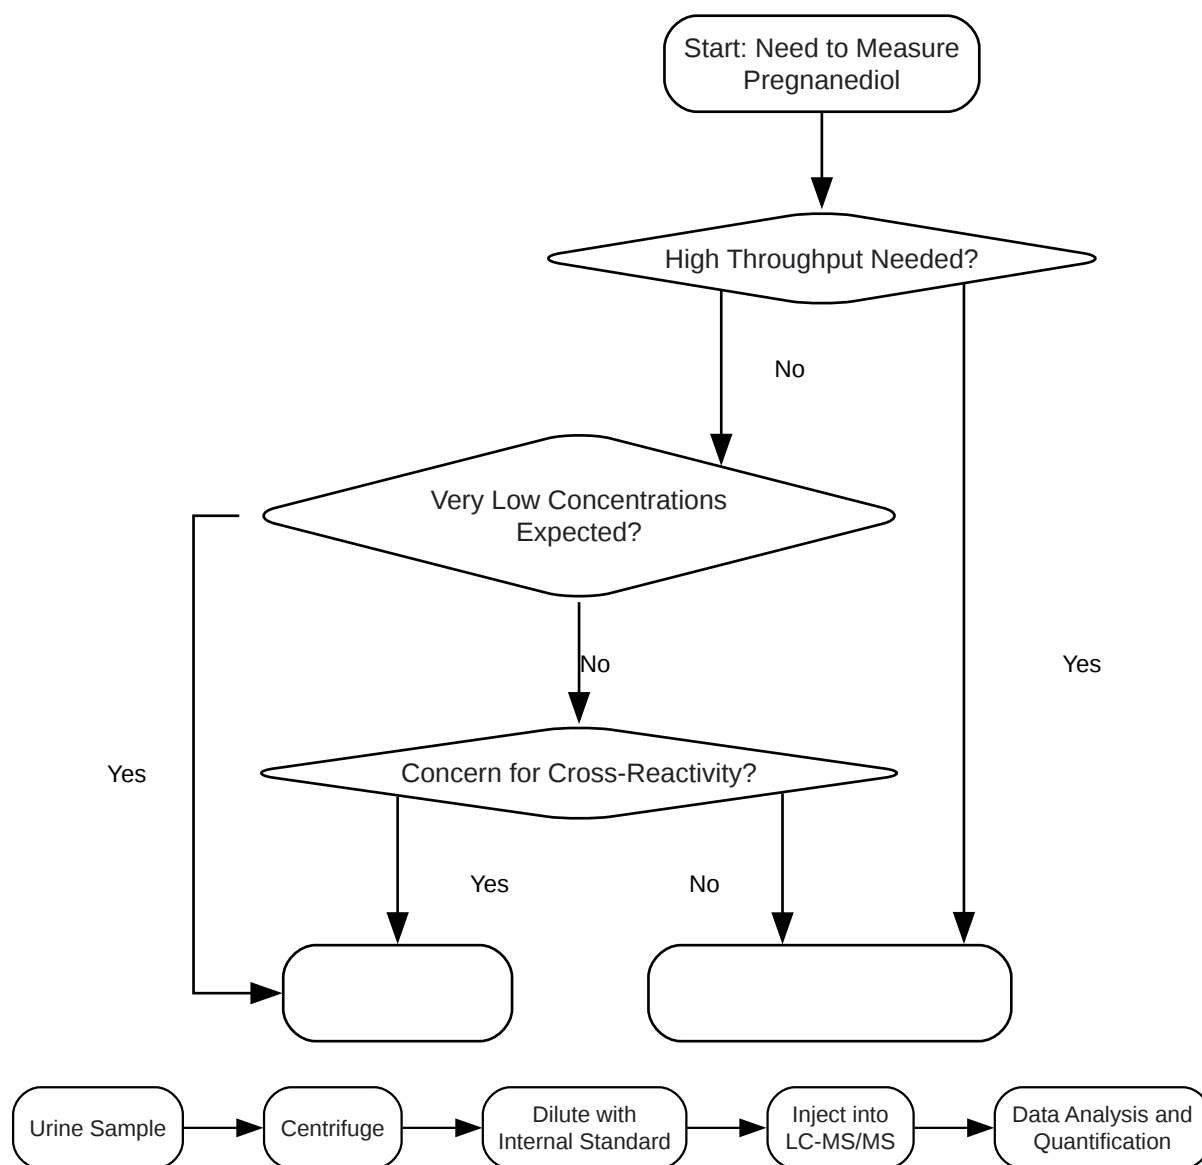 Start: Need to Measure
Pregnanediol
High Throughput Needed?
No
Very Low Concentrations
Expected?
No
Yes
Yes
Concern for Cross-Reactivity?
Yes
No
Urine Sample
Centrifuge
Dilute with
Internal Standard
Inject into
LC-MS/MS
Data Analysis and
Quantification